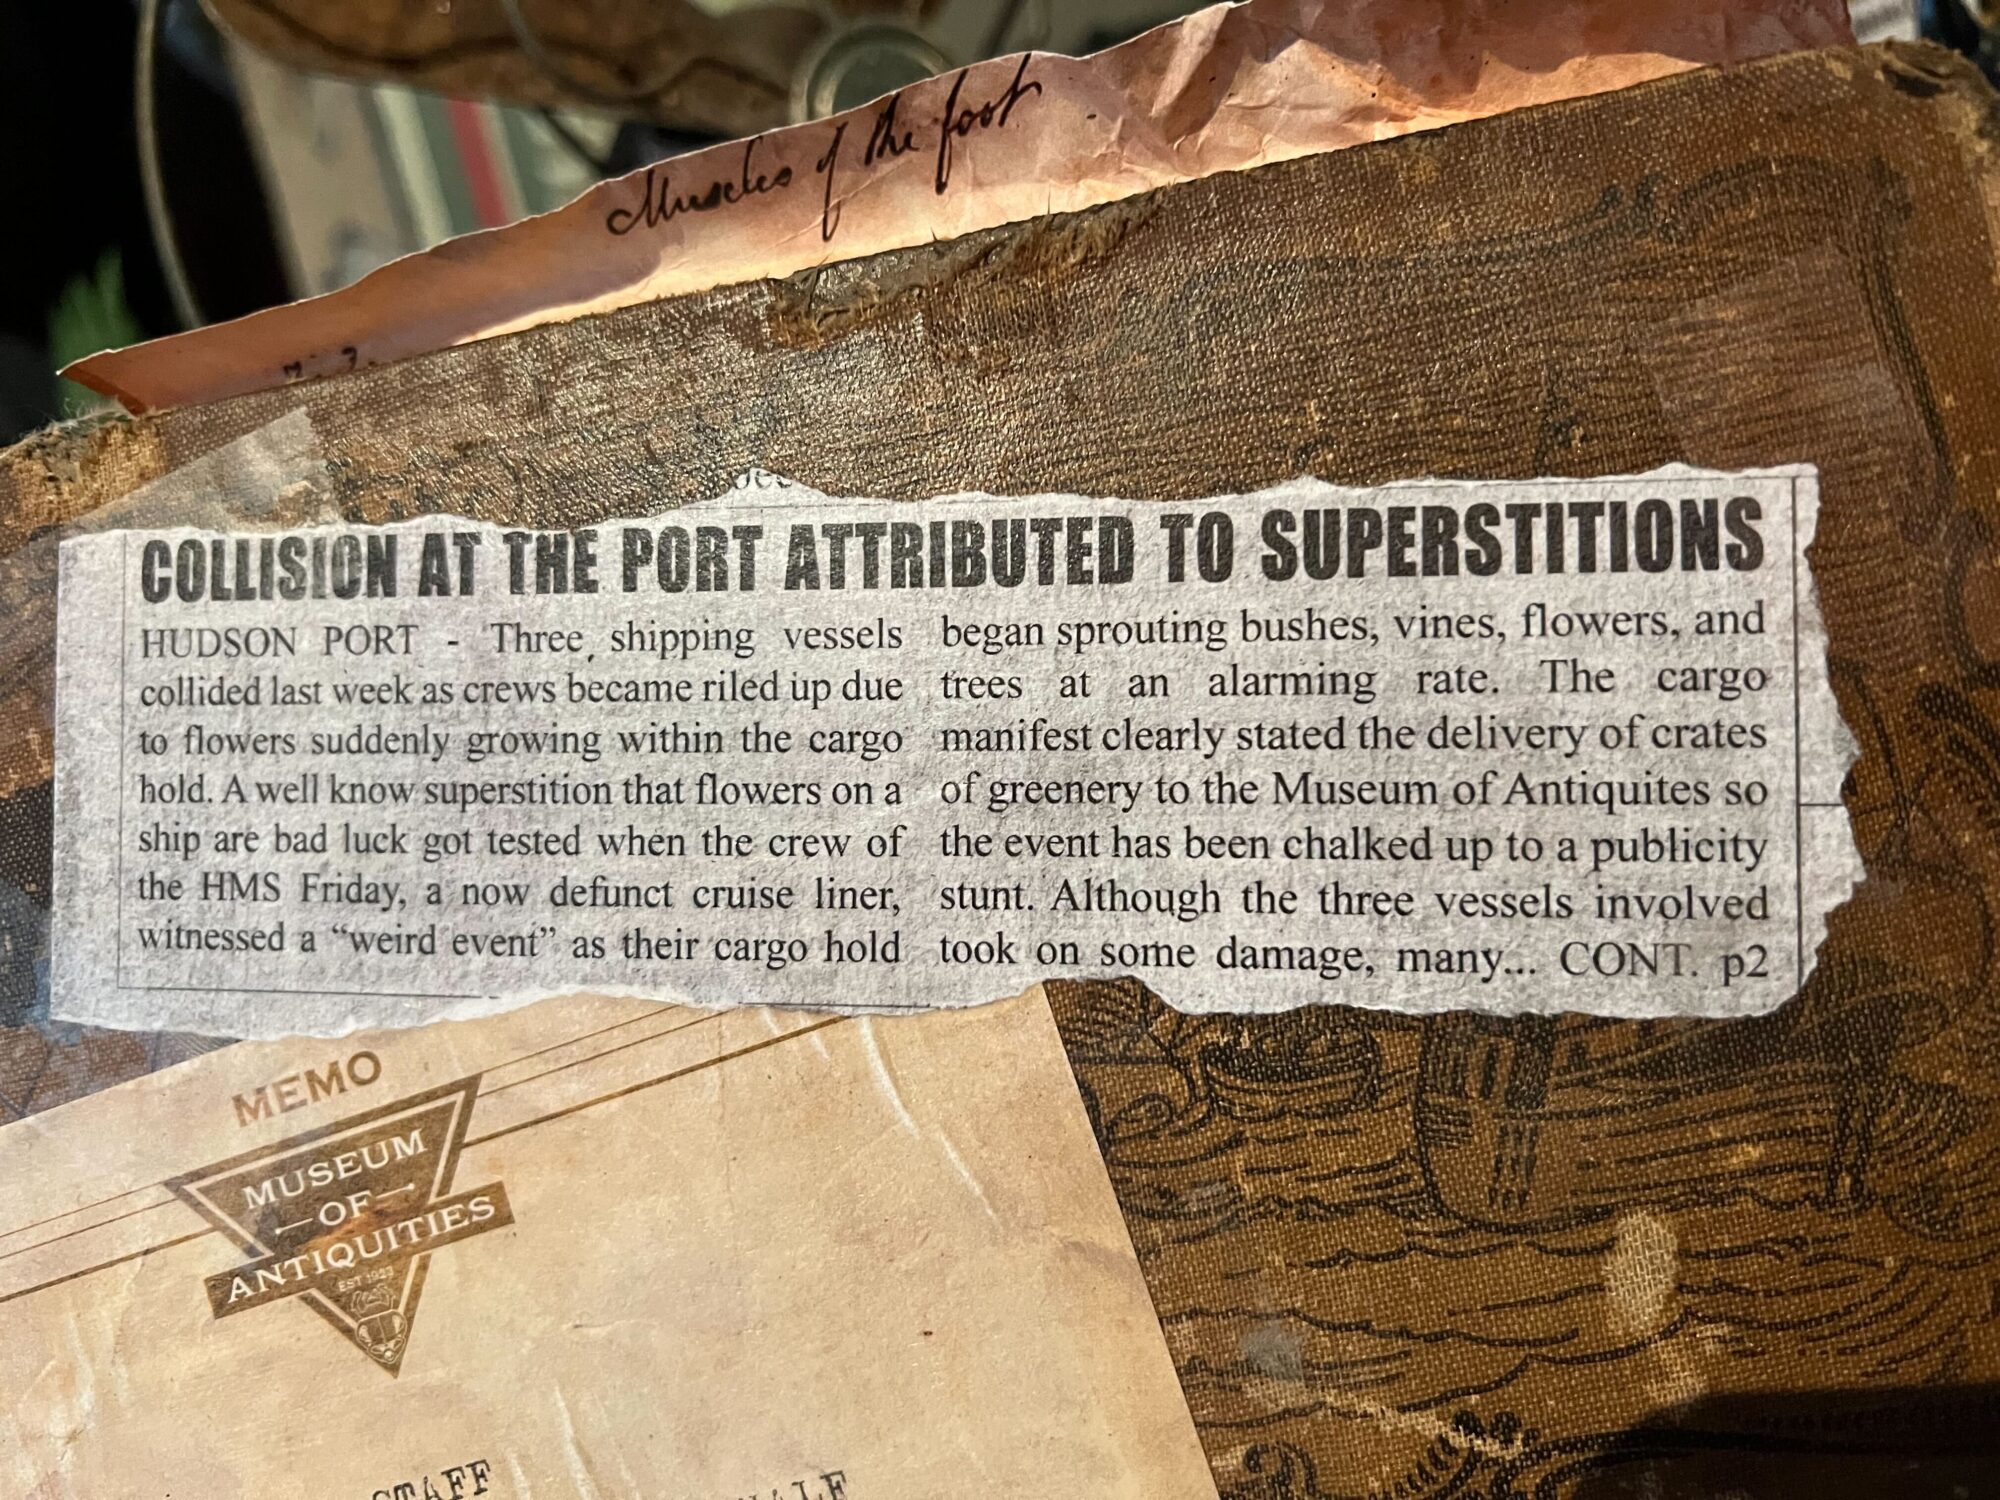 Muscles of the foot
COLLISION AT THE PORT ATTRIBUTED TO SUPERSTITIONS
HUDSON PORT - Three shipping vessels
collided last week as crews became riled up due
to flowers suddenly growing within the cargo
hold. A well know superstition that flowers on a
ship are bad luck got tested when the crew of
the HMS Friday, a now defunct cruise liner,
witnessed a “weird event” as their cargo hold
began sprouting bushes, vines, flowers, and
trees at an alarming rate. The cargo
manifest clearly stated the delivery of crates
of greenery to the Museum of Antiquites so
the event has been chalked up to a publicity
stunt. Although the three vessels involved
took on some damage, many... CONT. p2
MEMO
MUSEUM
OF
ANTIQUITIES
STAFF